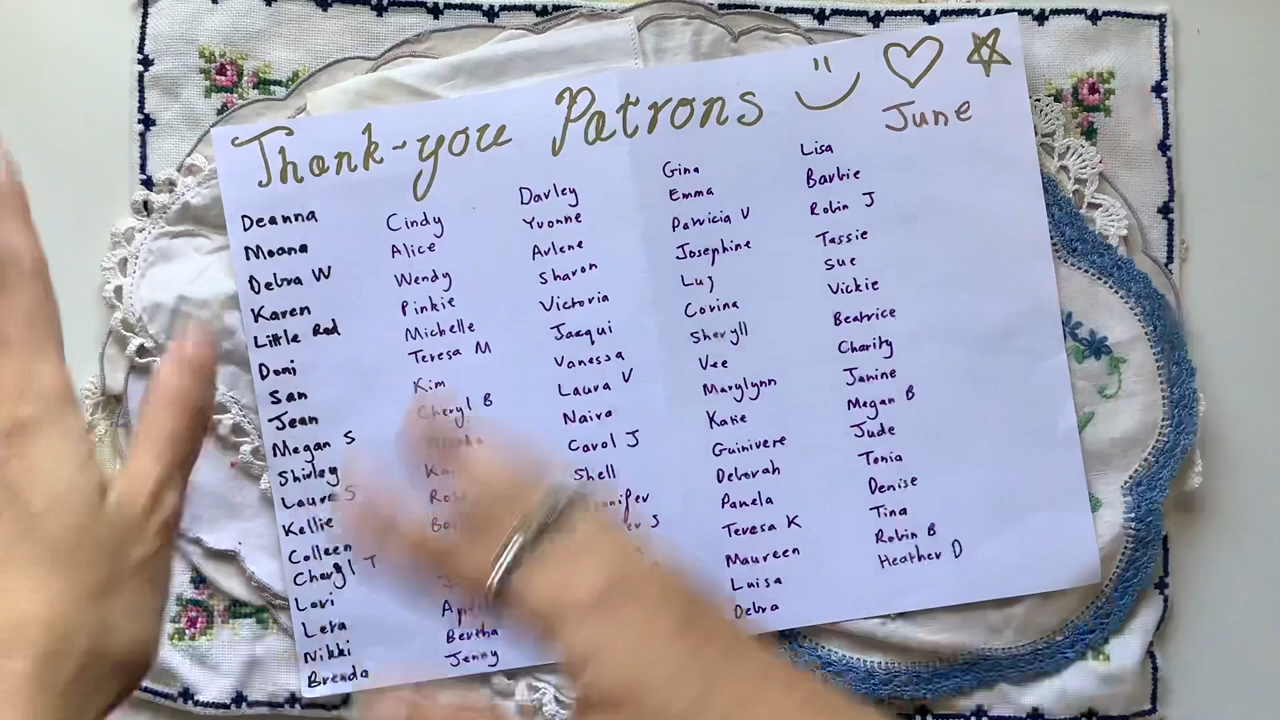 Thank-you Patrons
June
Deanna
Moana
Debra W
Karen
Little Red
Doni
San
Jean
Megan S
Shirley
Laura S
Kellie
Colleen
Cheryl T
Lori
Leta
Nikki
Brenda
Cindy
Alice
Wendy
Pinkie
Michelle
Teresa M
Kim
Cheryl B
Bertha
Jenny
Darley
Yvonne
Arlene
Sharon
Victoria
Jacqui
Vanessa
Laura V
Naira
Carol J
Shell
Gina
Emma
Patricia V
Josephine
Luz
Corina
Sheryll
Vee
Marylynn
Katie
Guinivere
Deborah
Pamela
Teresa K
Maureen
Luisa
Debra
Lisa
Barbie
Robin J
Tassie
Sue
Vickie
Beatrice
Charity
Janine
Megan B
Jude
Tonia
Denise
Tina
Robin B
Heather D